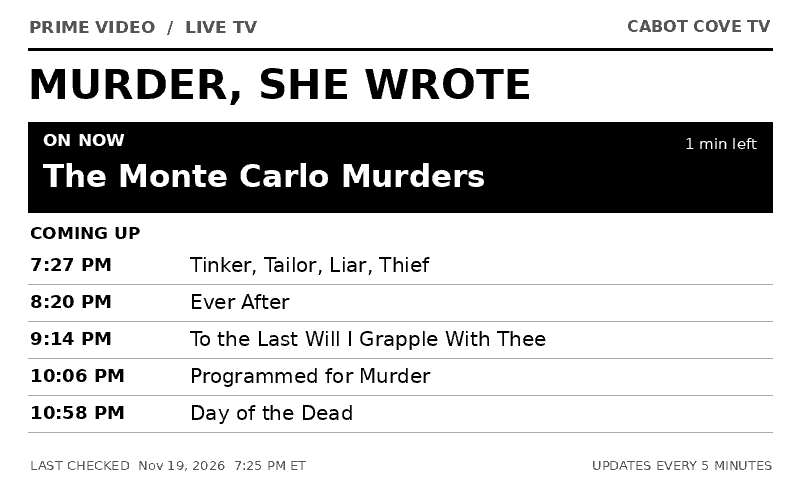 PRIME VIDEO / LIVE TV
CABOT COVE TV
MURDER, SHE WROTE
ON NOW
1 min left
The Monte Carlo Murders
COMING UP
7:27 PM Tinker, Tailor, Liar, Thief
8:20 PM Ever After
9:14 PM To the Last Will I Grapple With Thee
10:06 PM Programmed for Murder
10:58 PM Day of the Dead
LAST CHECKED Nov 19, 2026 7:25 PM ET
UPDATES EVERY 5 MINUTES